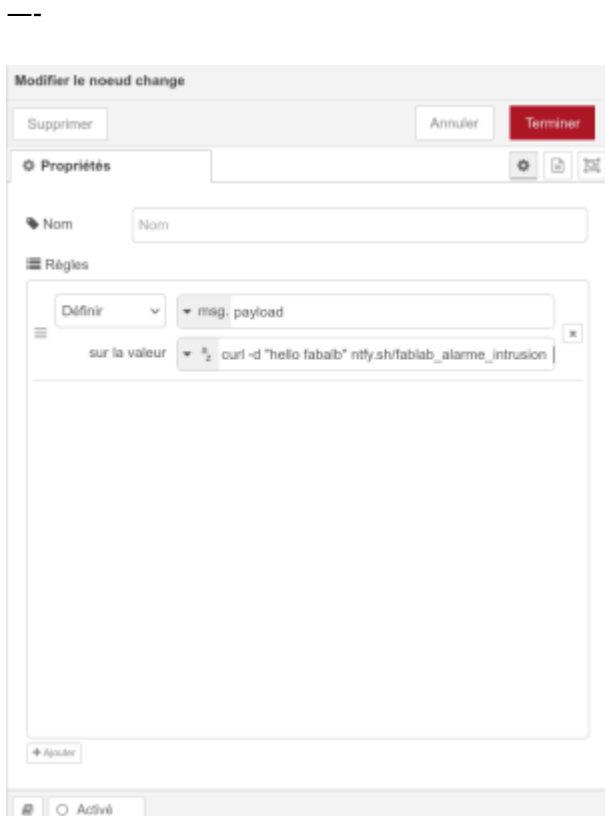 —-
Modifier le noeud change
Supprimer Annuler Terminer
Propriétés
Nom Nom
Règles
Définir msg. payload
sur la valeur a z curl -d "hello fabalb" ntfy.sh/fablab_alarme_intrusion
Ajouter
Activé